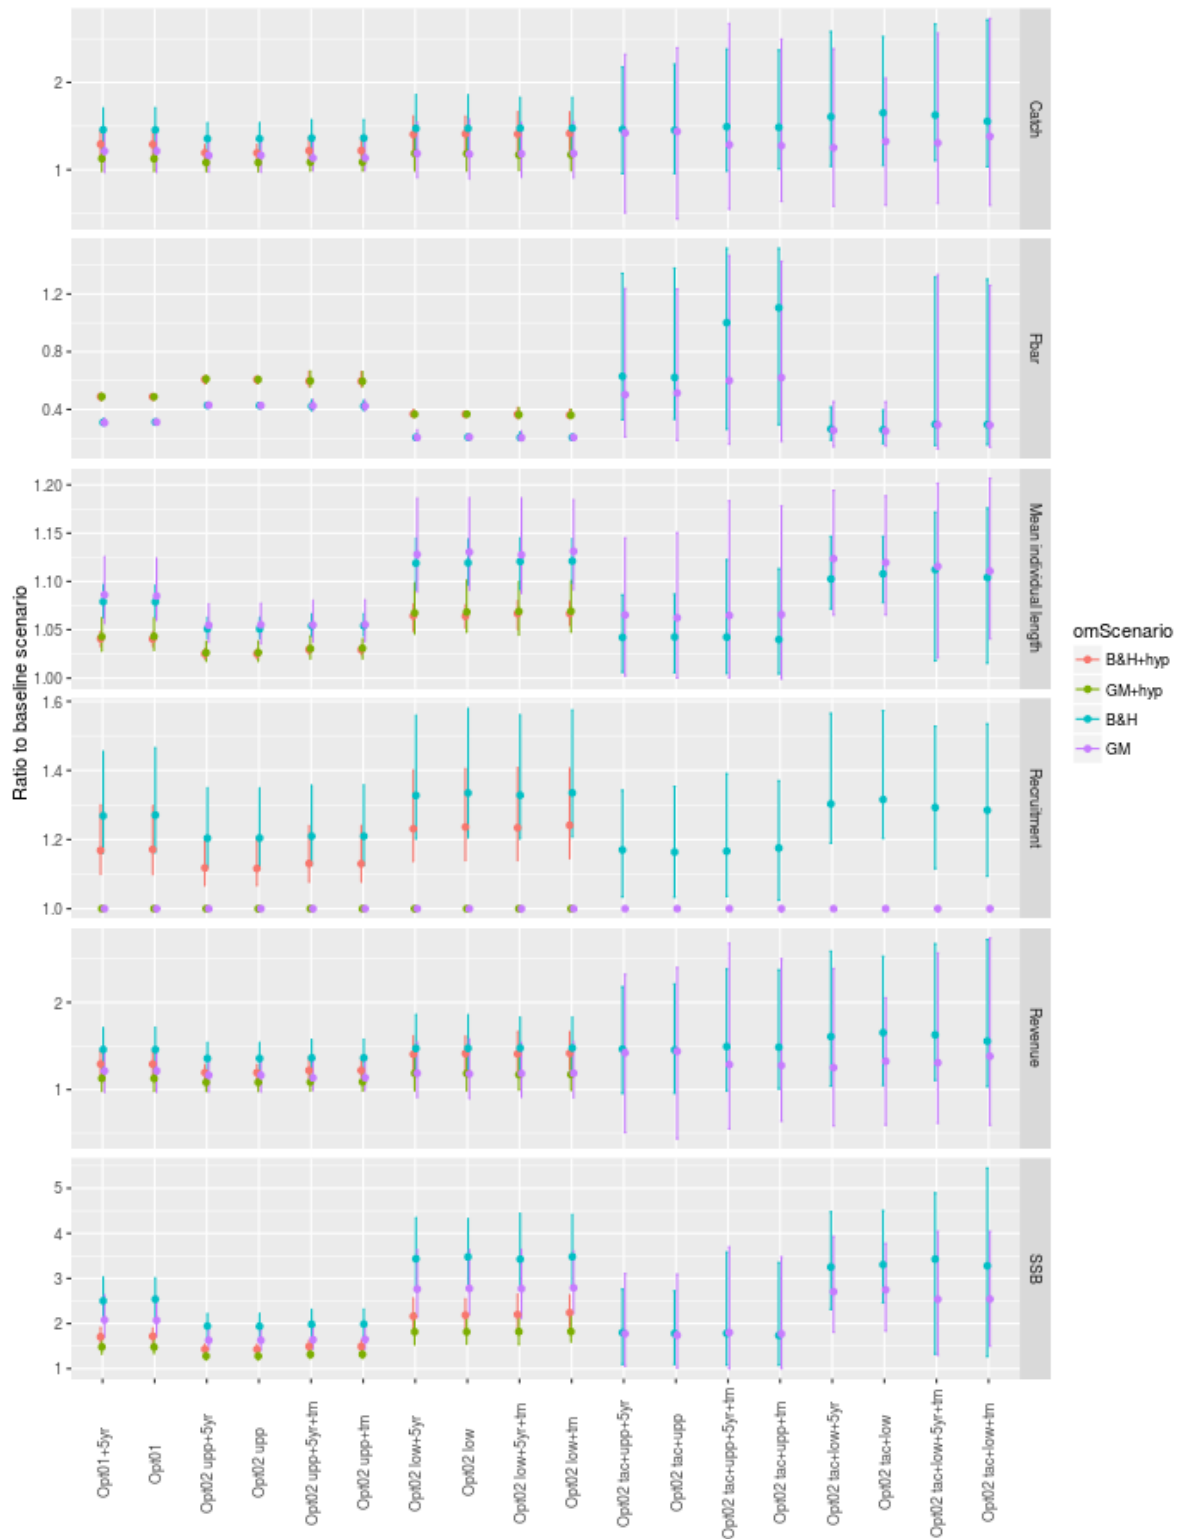 Ratio to baseline scenario
2
1
Catch
1.2
0.8
0.4
Fbar
1.20
1.15
1.10
1.05
1.00
Mean individual length
1.6
1.4
1.2
1.0
Recruitment
2
1
Revenue
5
4
3
2
1
SSB
Opt01+5yr
Opt01
Opt02 upp+5yr
Opt02 upp
Opt02 upp+5yr+tm
Opt02 upp+tm
Opt02 low+5yr
Opt02 low
Opt02 low+5yr+tm
Opt02 low+tm
Opt02 tac+upp+5yr
Opt02 tac+upp
Opt02 tac+upp+5yr+tm
Opt02 tac+upp+tm
Opt02 tac+low+5yr
Opt02 tac+low
Opt02 tac+low+5yr+tm
Opt02 tac+low+tm
omScenario
B&H+hyp
GM+hyp
B&H
GM